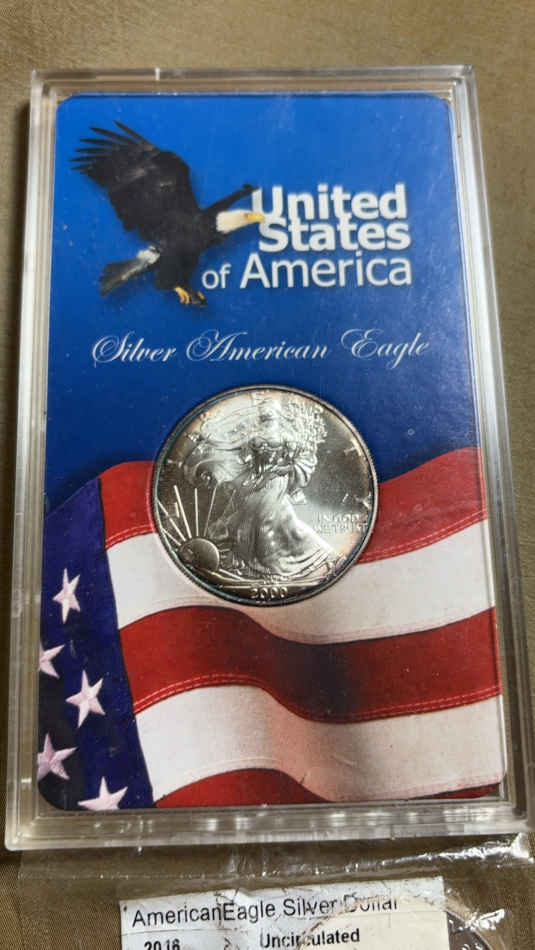 United
States
of America
Silver American Eagle
IN GOD
WE TRUST
2000
AmericanEagle Silver Dollar
2016 Uncirculated